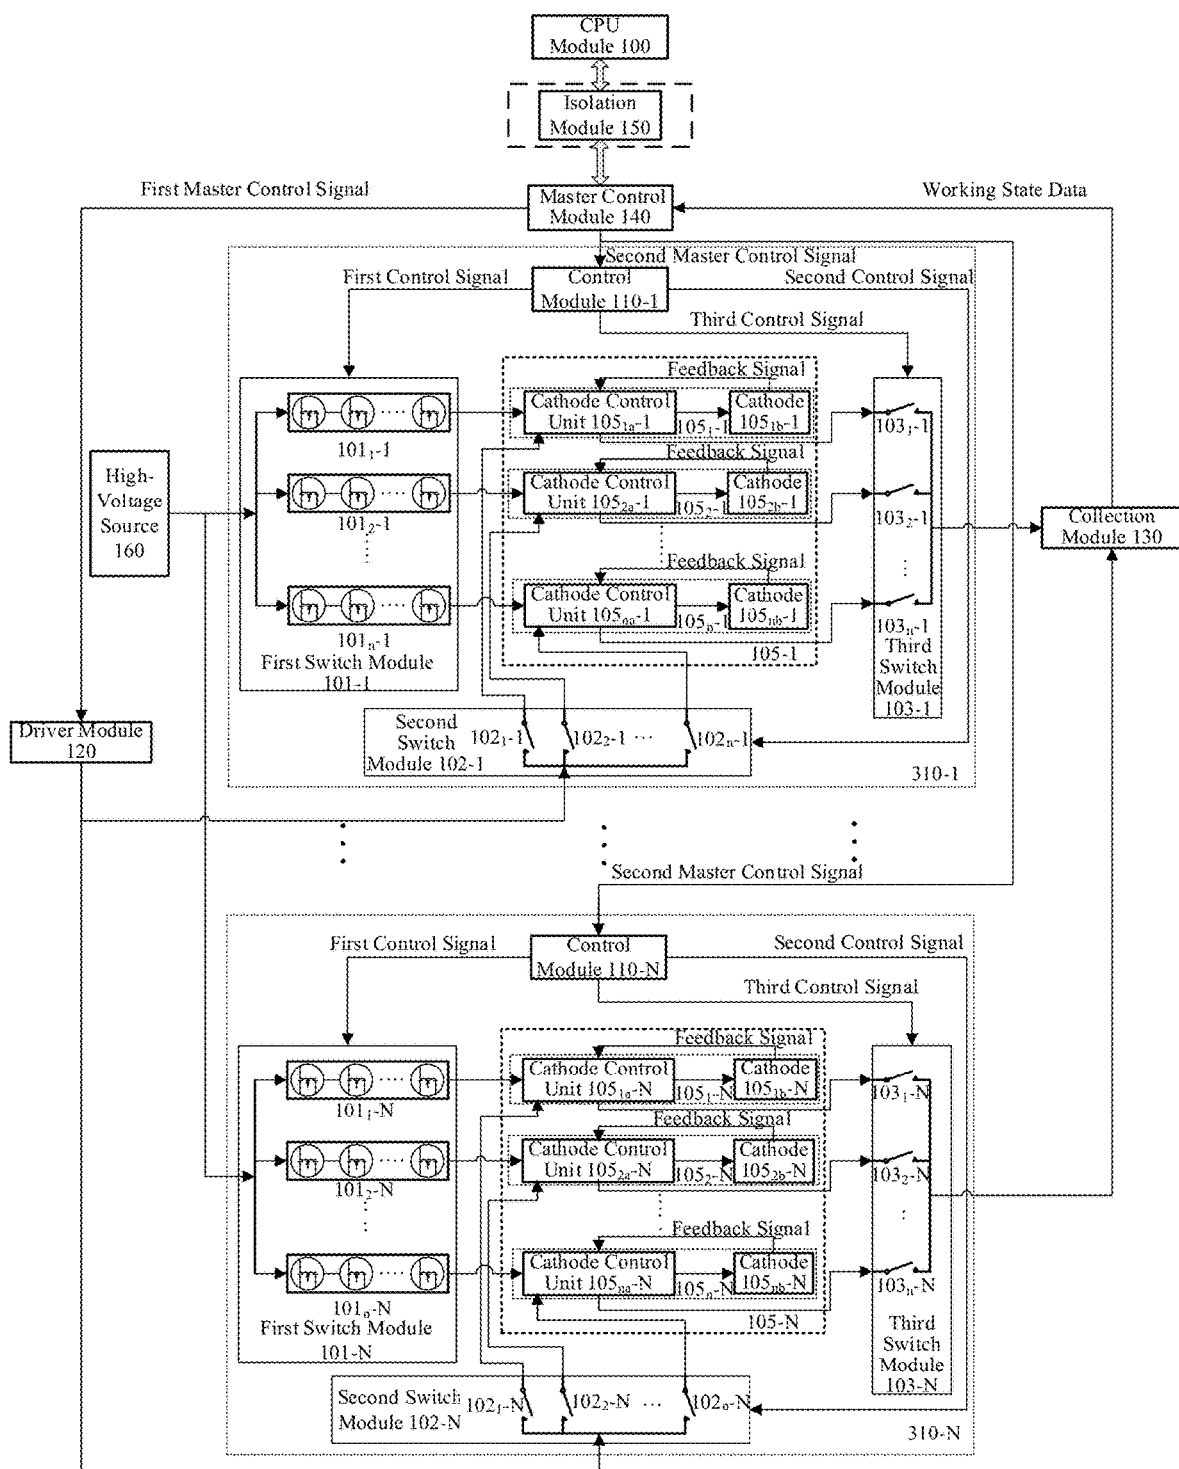 CPU
Module 100
Isolation
Module 150
First Master Control Signal
Master Control
Module 140
Working State Data
Second Master Control Signal
First Control Signal
Control
Module 110-1
Second Control Signal
Third Control Signal
Feedback Signal
Cathode Control
Unit 105₁ₐ-1
105₁-1
Cathode
105₁b-1
101₁-1
103₁-1
Feedback Signal
Cathode Control
Unit 105₂ₐ-1
105₂-1
Cathode
105₂b-1
101₂-1
103₂-1
High-
Voltage
Source
160
Collection
Module 130
Feedback Signal
Cathode Control
Unit 105ₙₐ-1
105ₙ-1
Cathode
105ₙb-1
101ₙ-1
103ₙ-1
First Switch Module
101-1
105-1
Third
Switch
Module
103-1
Driver Module
120
Second
Switch
Module 102-1
102₁-1
102₂-1
102ₙ-1
310-1
Second Master Control Signal
First Control Signal
Control
Module 110-N
Second Control Signal
Third Control Signal
Feedback Signal
Cathode Control
Unit 105₁ₐ-N
105₁-N
Cathode
105₁b-N
101₁-N
103₁-N
Feedback Signal
Cathode Control
Unit 105₂ₐ-N
105₂-N
Cathode
105₂b-N
101₂-N
103₂-N
Feedback Signal
Cathode Control
Unit 105ₙₐ-N
105ₙ-N
Cathode
105ₙb-N
101ₙ-N
103ₙ-N
First Switch Module
101-N
105-N
Third
Switch
Module
103-N
Second Switch
Module 102-N
102₁-N
102₂-N
102ₙ-N
310-N